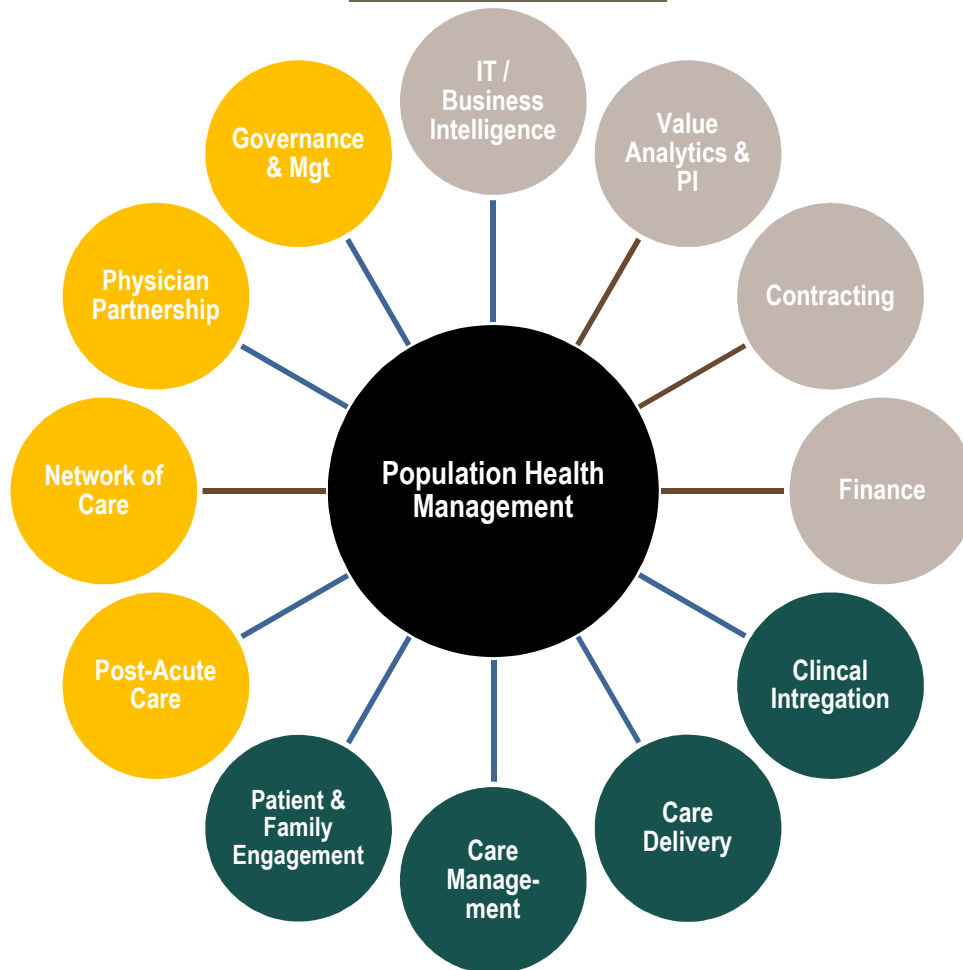 IT /
Business
Intelligence
Value
Analytics &
PI
Contracting
Finance
Clincal
Intregation
Care
Delivery
Care
Manage-
ment
Patient &
Family
Engagement
Post-Acute
Care
Network of
Care
Physician
Partnership
Governance
& Mgt
Population Health
Management